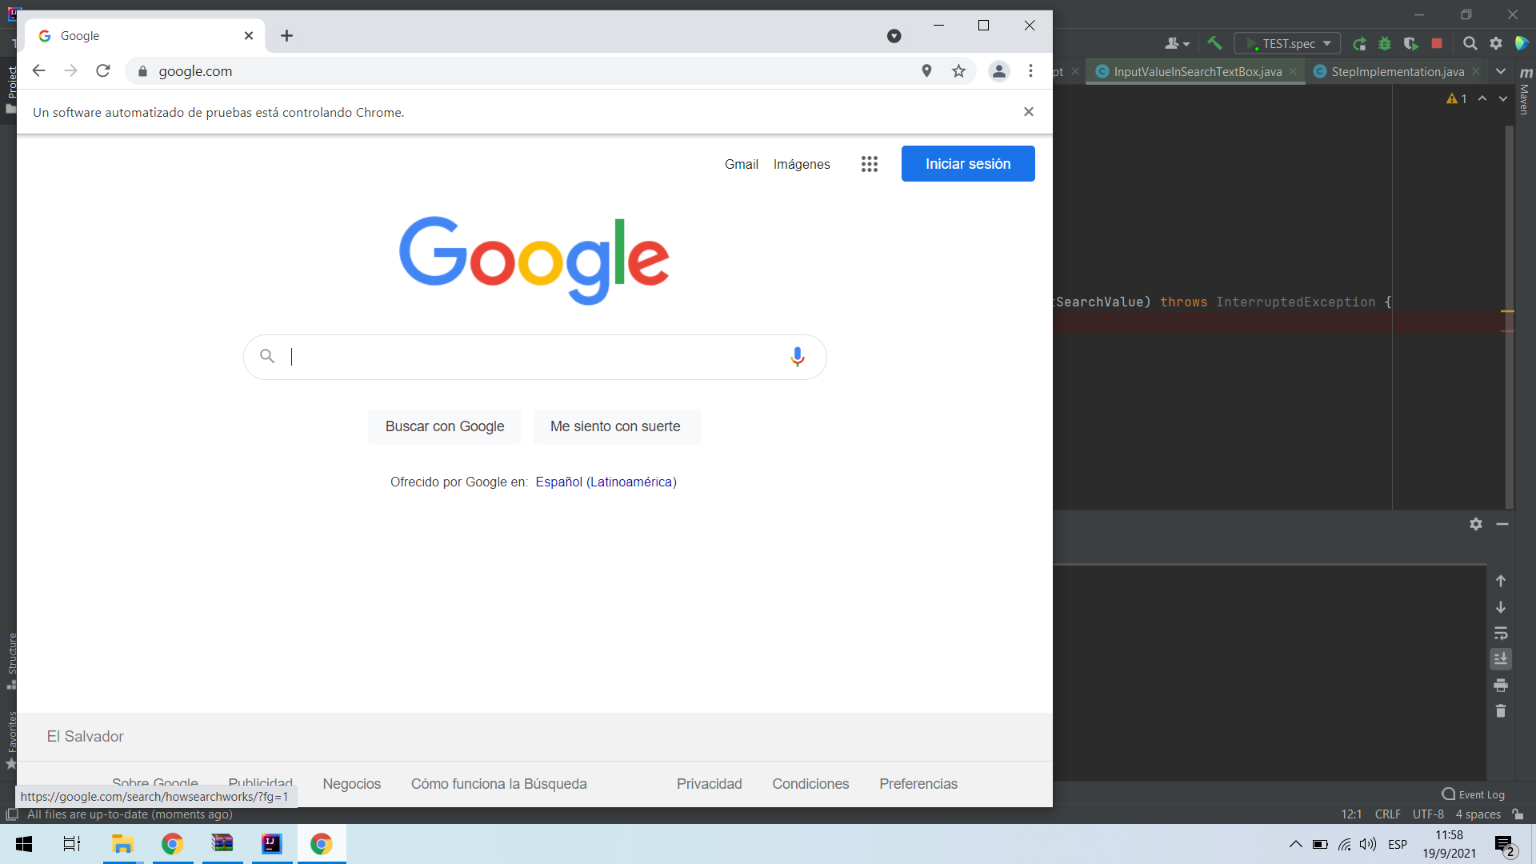 Google
google.com
Un software automatizado de pruebas está controlando Chrome.
Gmail Imágenes Iniciar sesión
Google
Buscar con Google Me siento con suerte
Ofrecido por Google en: Español (Latinoamérica)
El Salvador
Sobre Google Publicidad Negocios Cómo funciona la Búsqueda Privacidad Condiciones Preferencias
https://google.com/search/howsearchworks/?fg=1
TEST.spec
pt InputValueInSearchTextBox.java StepImplementation.java
1
SearchValue) throws InterruptedException {
Project
Maven
Structure
Favorites
Event Log
All files are up-to-date (moments ago) 12:1 CRLF UTF-8 4 spaces
ESP 11:58
19/9/2021 2